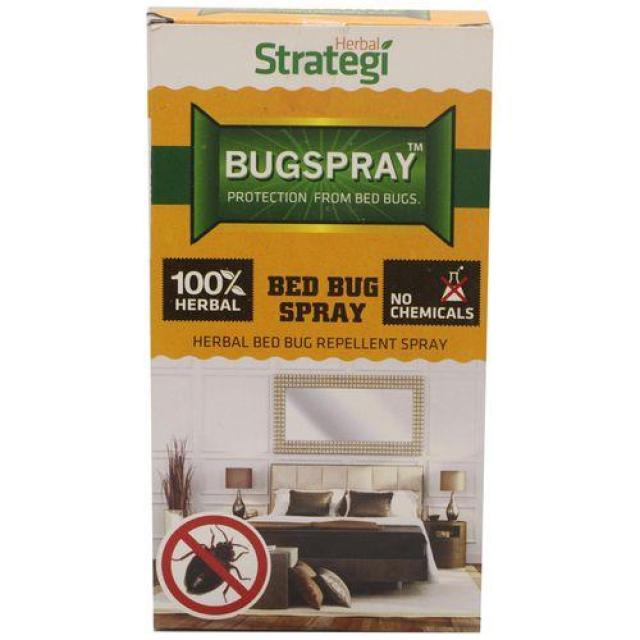 Herbal
Strategi
BUGSPRAY™
PROTECTION FROM BED BUGS.
100%
HERBAL
BED BUG
SPRAY
NO
CHEMICALS
HERBAL BED BUG REPELLENT SPRAY